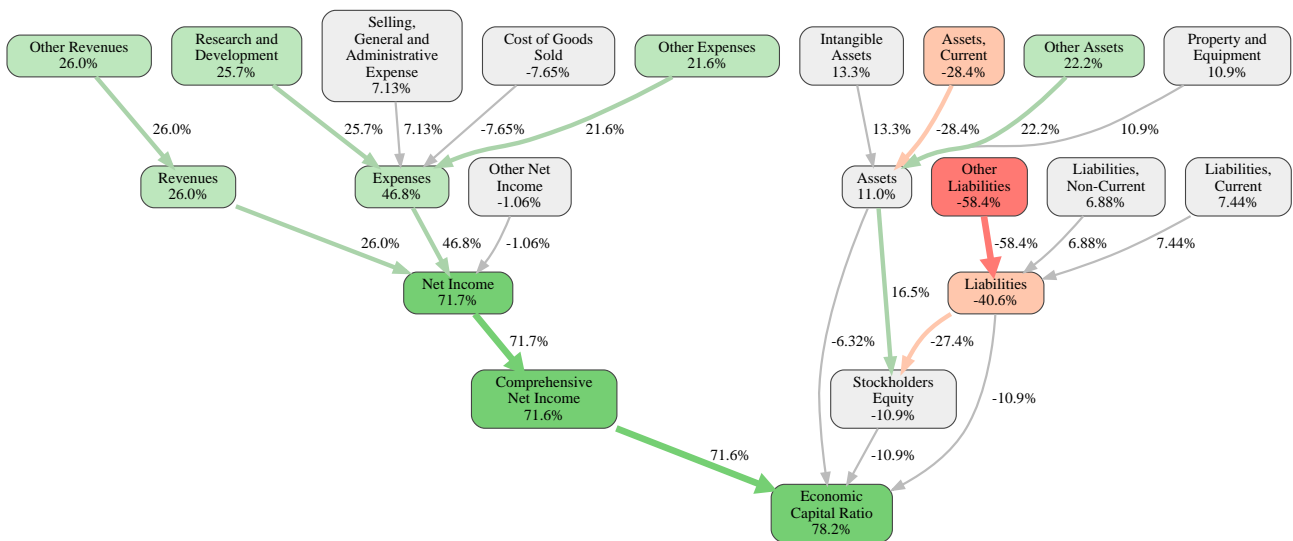 Other Revenues
26.0%
Research and
Development
25.7%
Selling,
General and
Administrative
Expense
7.13%
Cost of Goods
Sold
-7.65%
Other Expenses
21.6%
Intangible
Assets
13.3%
Assets,
Current
-28.4%
Other Assets
22.2%
Property and
Equipment
10.9%
26.0%
25.7%
7.13%
-7.65%
21.6%
13.3%
-28.4%
22.2%
10.9%
Revenues
26.0%
Expenses
46.8%
Other Net
Income
-1.06%
Assets
11.0%
Other
Liabilities
-58.4%
Liabilities,
Non-Current
6.88%
Liabilities,
Current
7.44%
26.0%
46.8%
-1.06%
-58.4%
6.88%
7.44%
Net Income
71.7%
16.5%
Liabilities
-40.6%
71.7%
-6.32%
-27.4%
Comprehensive
Net Income
71.6%
Stockholders
Equity
-10.9%
-10.9%
71.6%
-10.9%
Economic
Capital Ratio
78.2%